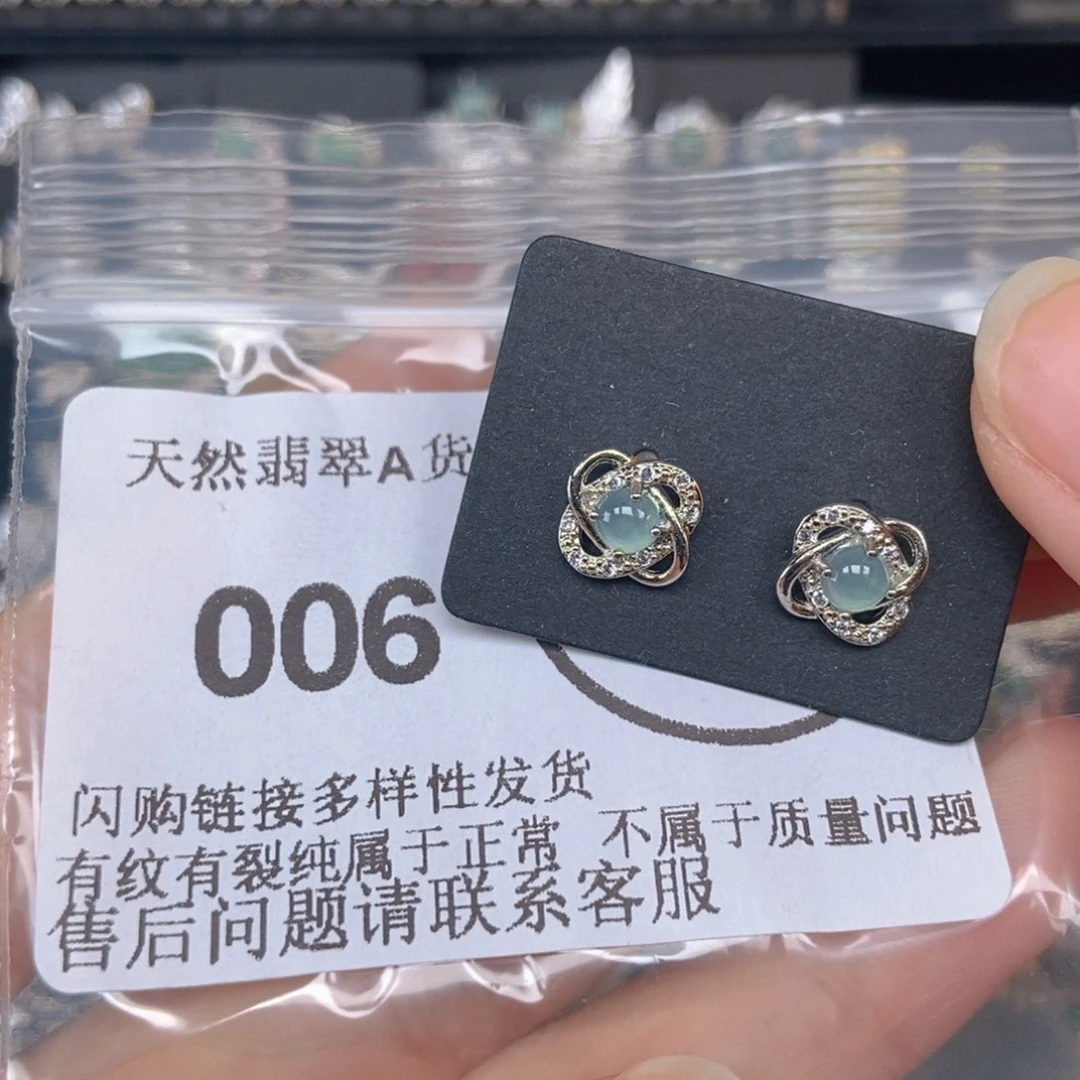 天然翡翠A货
006
闪购链接多样性发货
有纹有裂纯属于正常 不属于质量问题
售后问题请联系客服